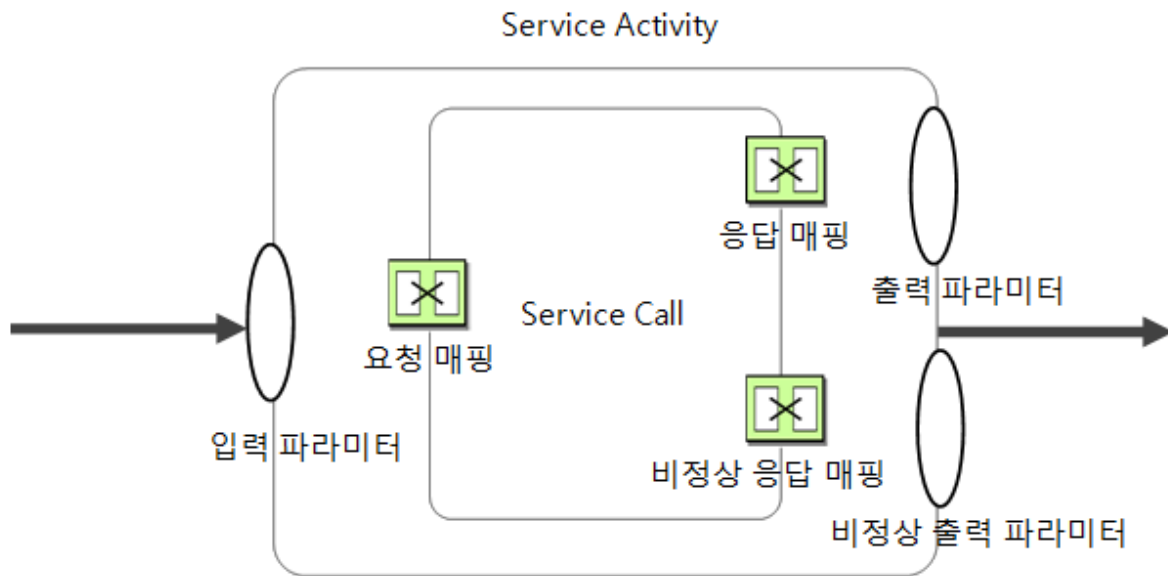 Service Activity
응답 매핑
출력 파라미터
Service Call
요청 매핑
입력 파라미터
비정상 응답 매핑
비정상 출력 파라미터